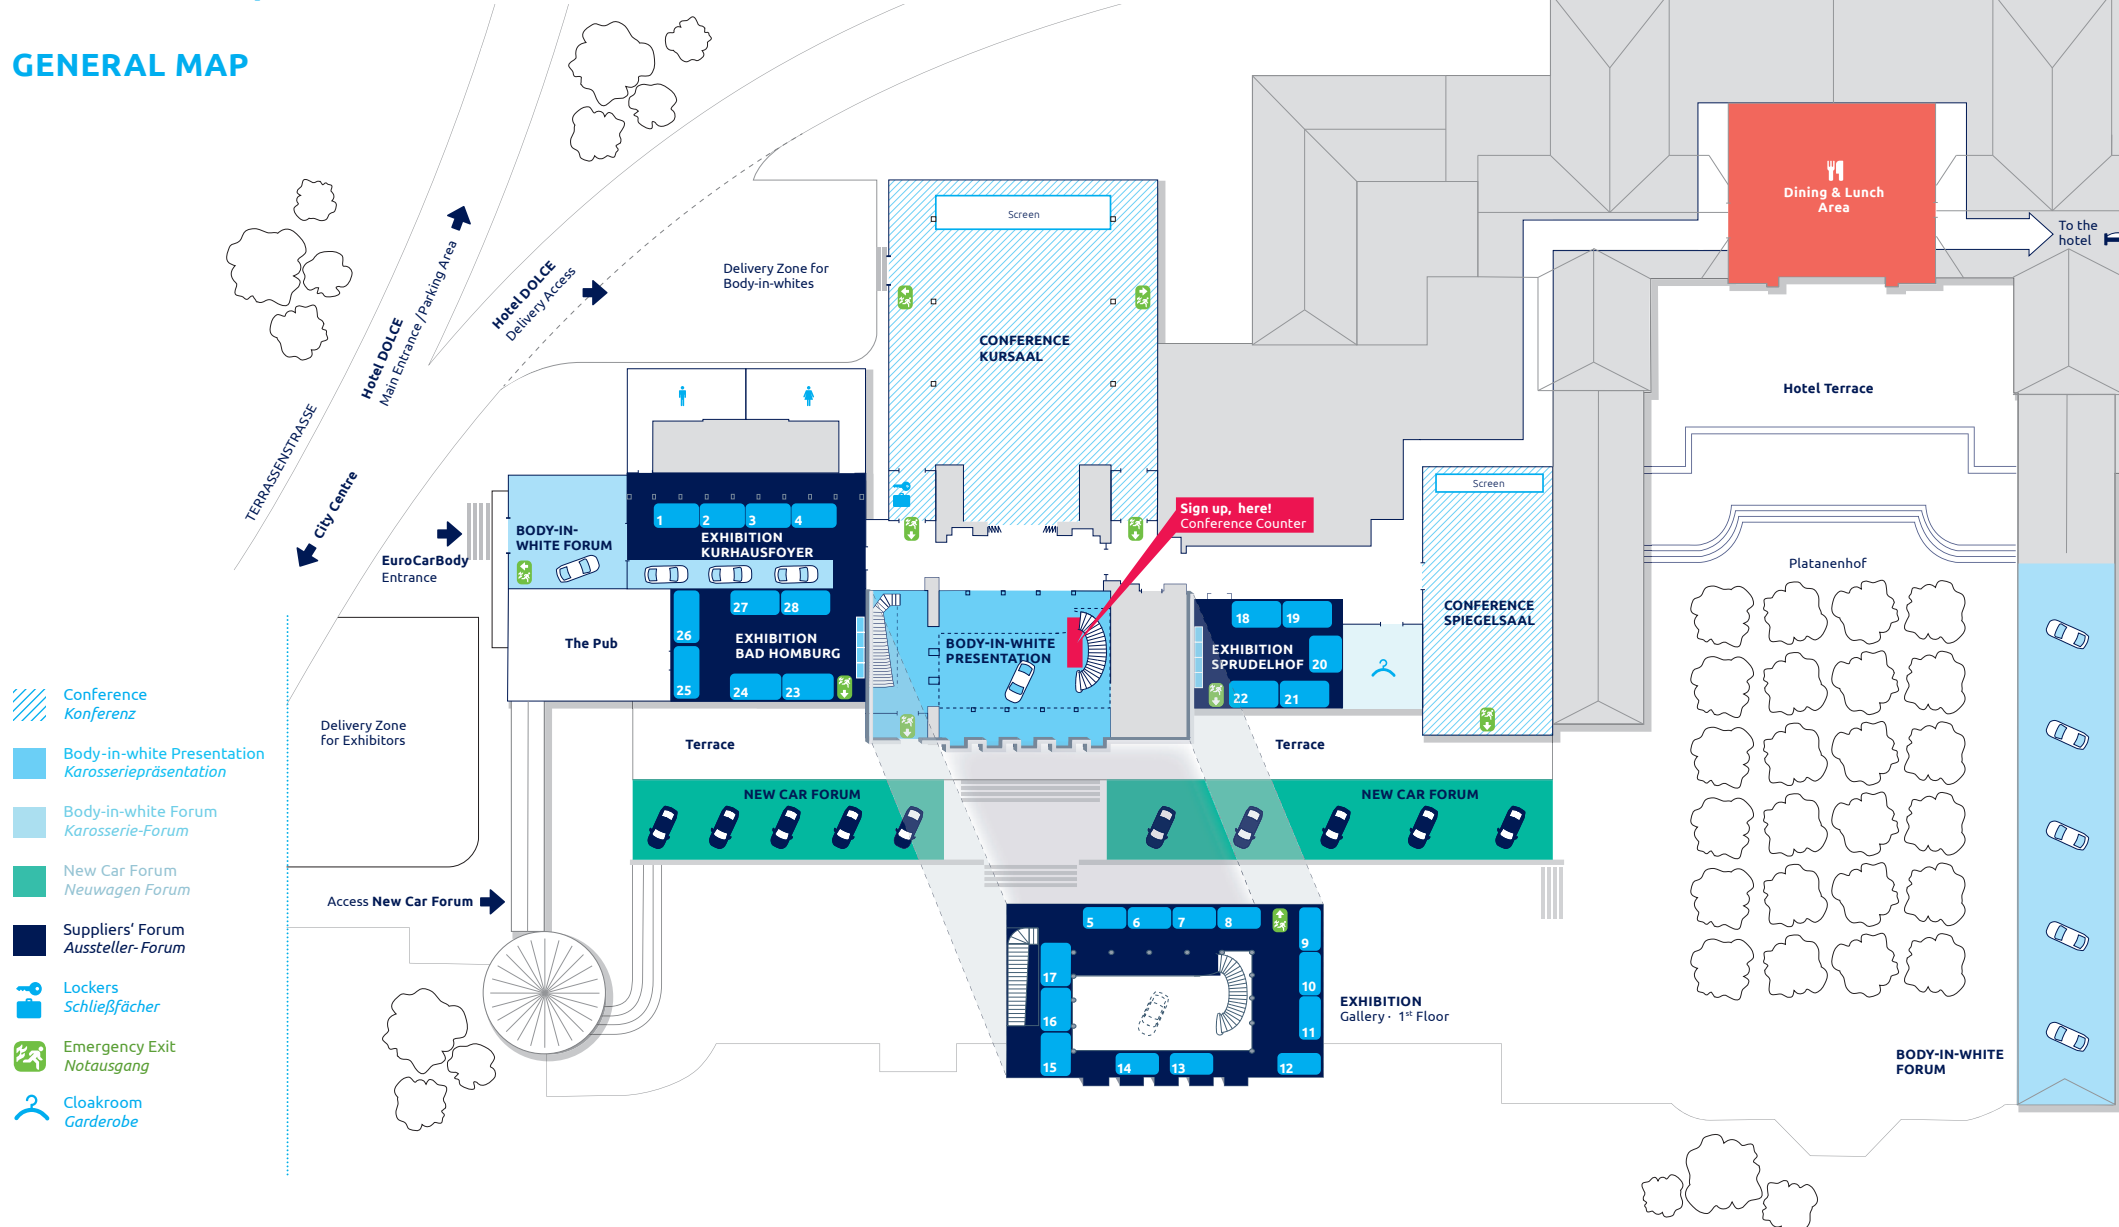 GENERAL MAP
Dining & Lunch
Area
To the
hotel
Screen
Delivery Zone for
Body-in-whites
Hotel DOLCE
Main Entrance / Parking Area
Hotel DOLCE
Delivery Access
TERRASSENSTRASSE
City Centre
CONFERENCE
KURSAAL
Hotel Terrace
EuroCarBody
Entrance
BODY-IN-
WHITE FORUM
1
2
3
4
EXHIBITION
KURHAUSFOYER
Sign up, here!
Conference Counter
Screen
Platanenhof
26
27
28
25
24
23
EXHIBITION
BAD HOMBURG
The Pub
BODY-IN-WHITE
PRESENTATION
18
19
20
EXHIBITION
SPRUDELHOF
22
21
CONFERENCE
SPIEGELSAAL
Delivery Zone
for Exhibitors
Terrace
Terrace
NEW CAR FORUM
NEW CAR FORUM
Access New Car Forum
5
6
7
8
9
10
11
12
13
14
15
16
17
EXHIBITION
Gallery · 1st Floor
BODY-IN-WHITE
FORUM
Conference
Konferenz
Body-in-white Presentation
Karosseriepräsentation
Body-in-white Forum
Karosserie-Forum
New Car Forum
Neuwagen Forum
Suppliers' Forum
Aussteller-Forum
Lockers
Schließfächer
Emergency Exit
Notausgang
Cloakroom
Garderobe